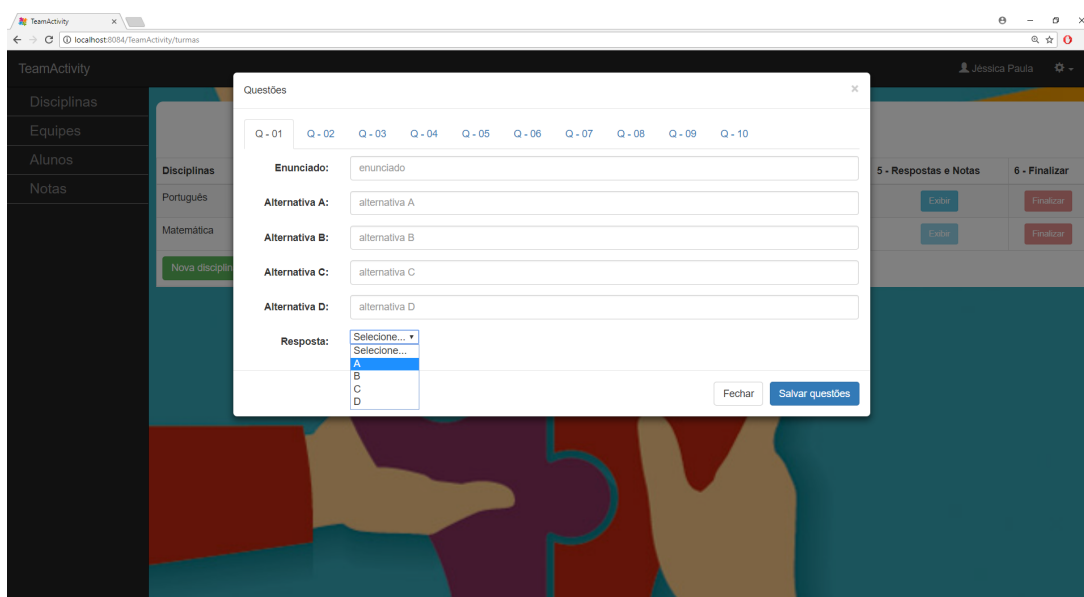 TeamActivity
localhost:8084/TeamActivity/turmas
TeamActivity
Jéssica Paula
Disciplinas
Equipes
Alunos
Notas
Questões
Q - 01 Q - 02 Q - 03 Q - 04 Q - 05 Q - 06 Q - 07 Q - 08 Q - 09 Q - 10
Enunciado: enunciado
Alternativa A: alternativa A
Alternativa B: alternativa B
Alternativa C: alternativa C
Alternativa D: alternativa D
Resposta: Selecione...
Selecione...
A
B
C
D
Fechar Salvar questões
Disciplinas 5 - Respostas e Notas 6 - Finalizar
Português Exibir Finalizar
Matemática Exibir Finalizar
Nova disciplin